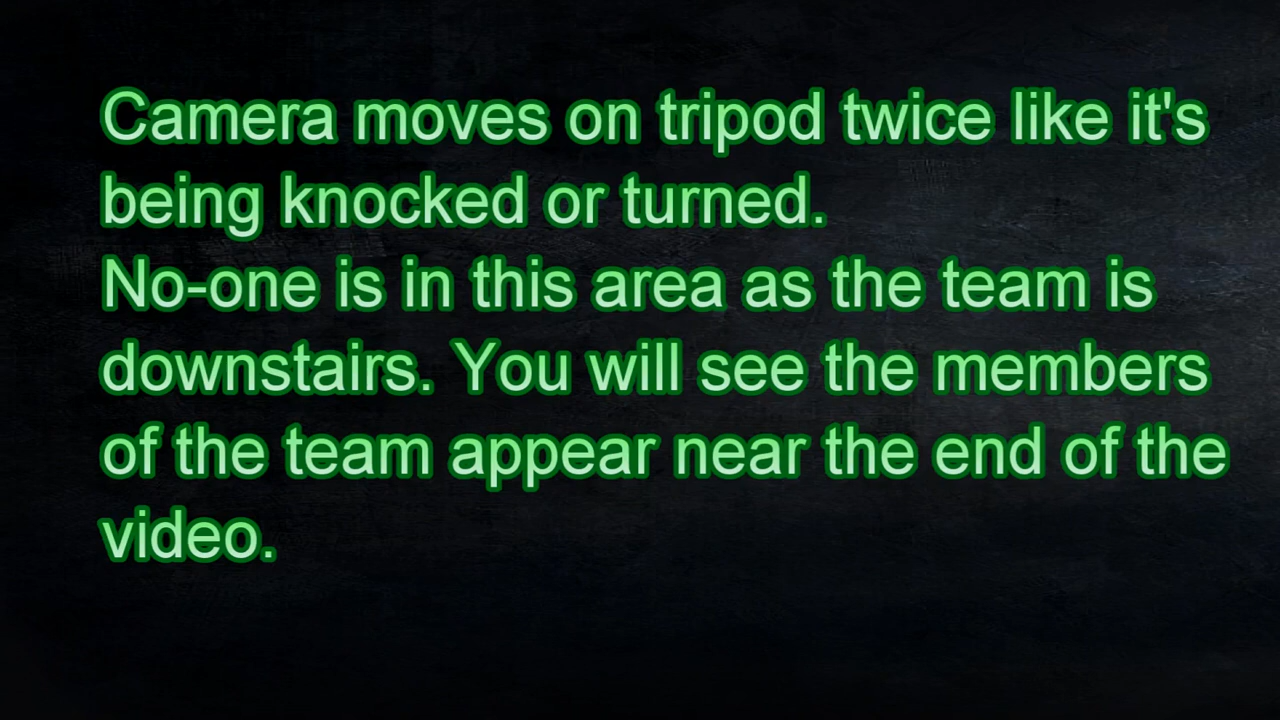 Camera moves on tripod twice like it's
being knocked or turned.
No-one is in this area as the team is
downstairs. You will see the members
of the team appear near the end of the
video.